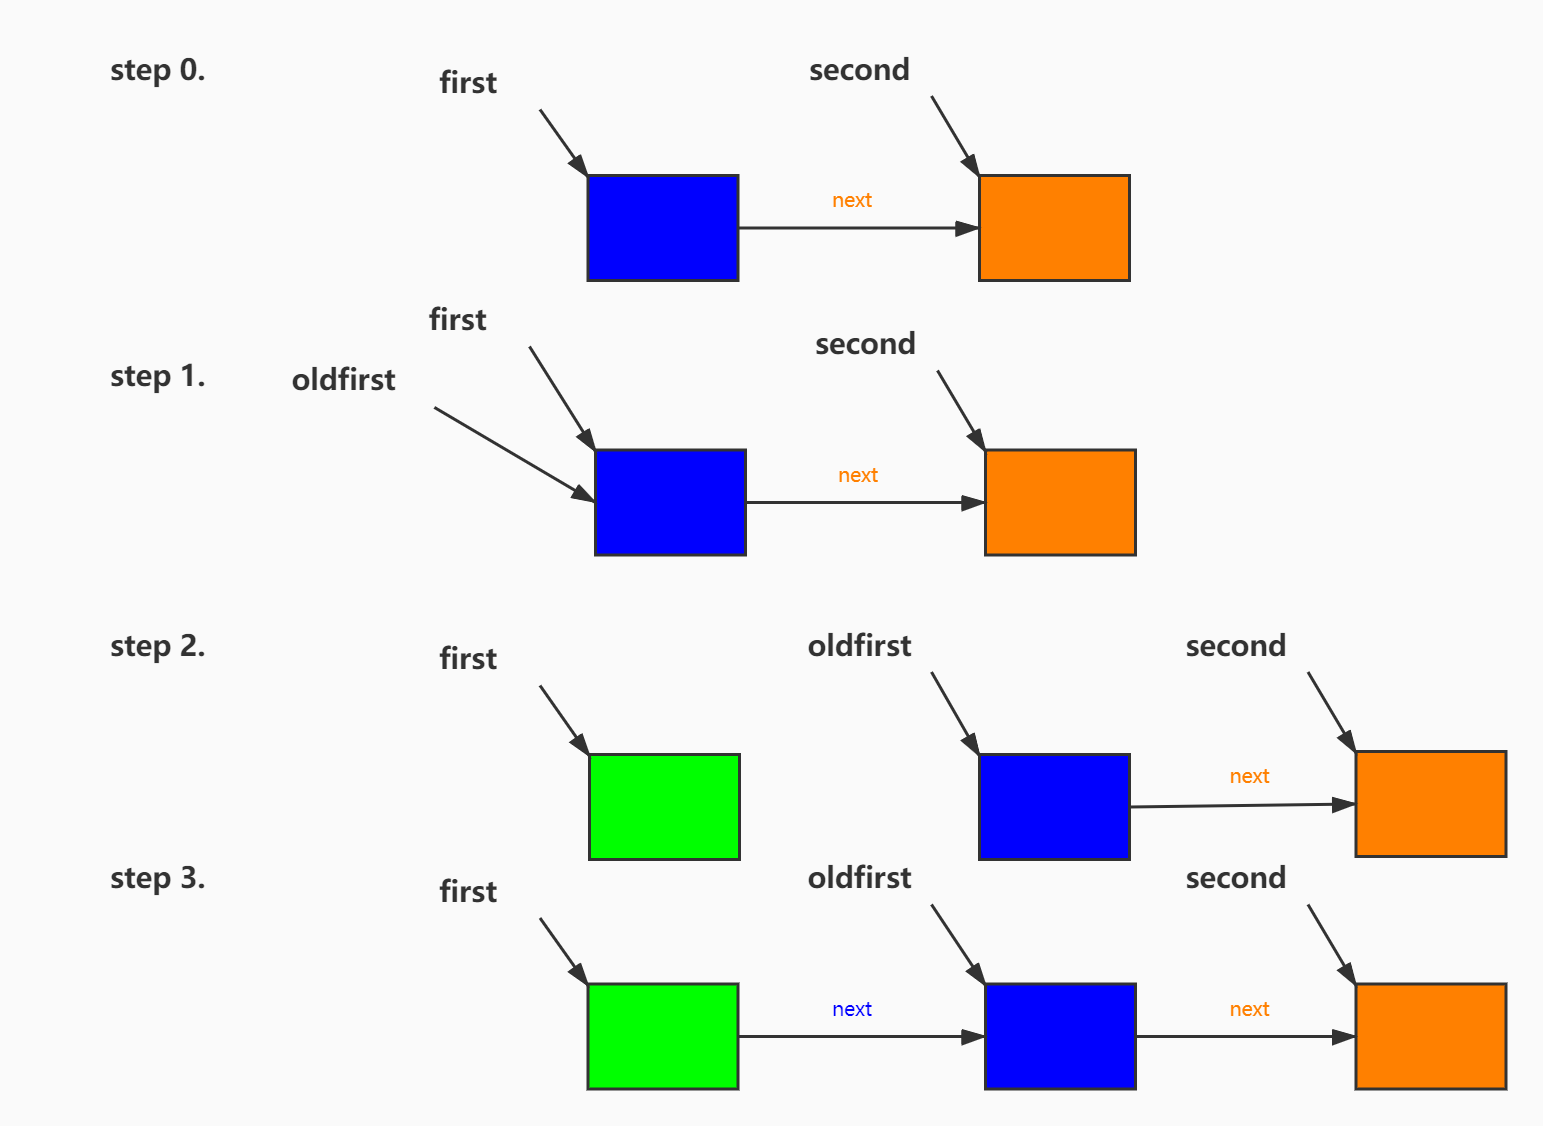 step 0.
first
second
next
step 1.
first
oldfirst
second
next
step 2.
first
oldfirst
second
next
step 3.
first
oldfirst
second
next
next